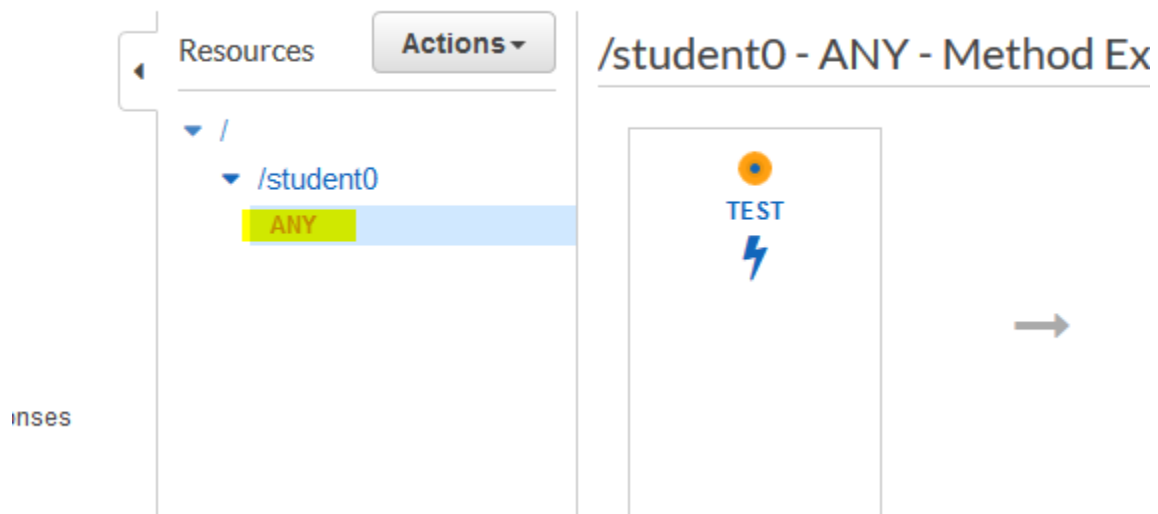 Resources
Actions
/student0 - ANY - Method Ex
/
/student0
ANY
TEST
onses